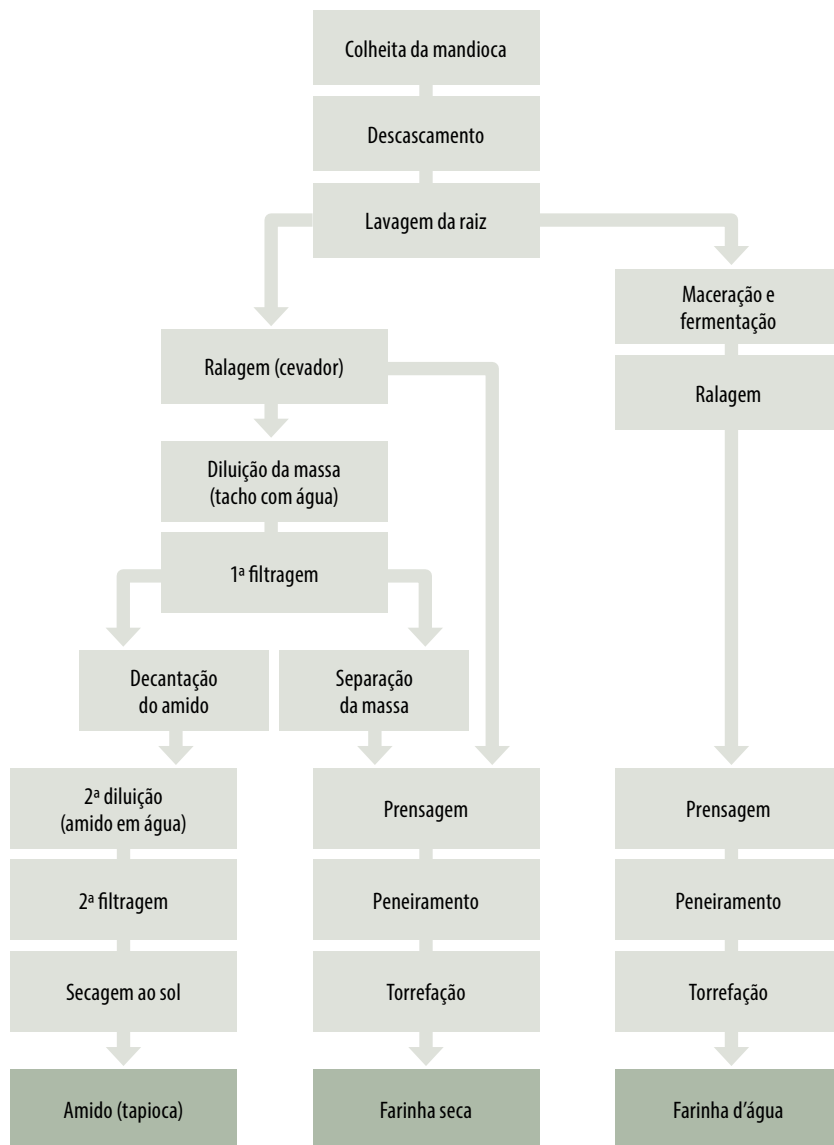 Colheita da mandioca
Descascamento
Lavagem da raiz
Maceração e
fermentação
Ralagem (cevador)
Ralagem
Diluição da massa
(tacho com água)
1ª filtragem
Decantação
do amido
Separação
da massa
2ª diluição
(amido em água)
Prensagem
Prensagem
2ª filtragem
Peneiramento
Peneiramento
Secagem ao sol
Torrefação
Torrefação
Amido (tapioca)
Farinha seca
Farinha d’água